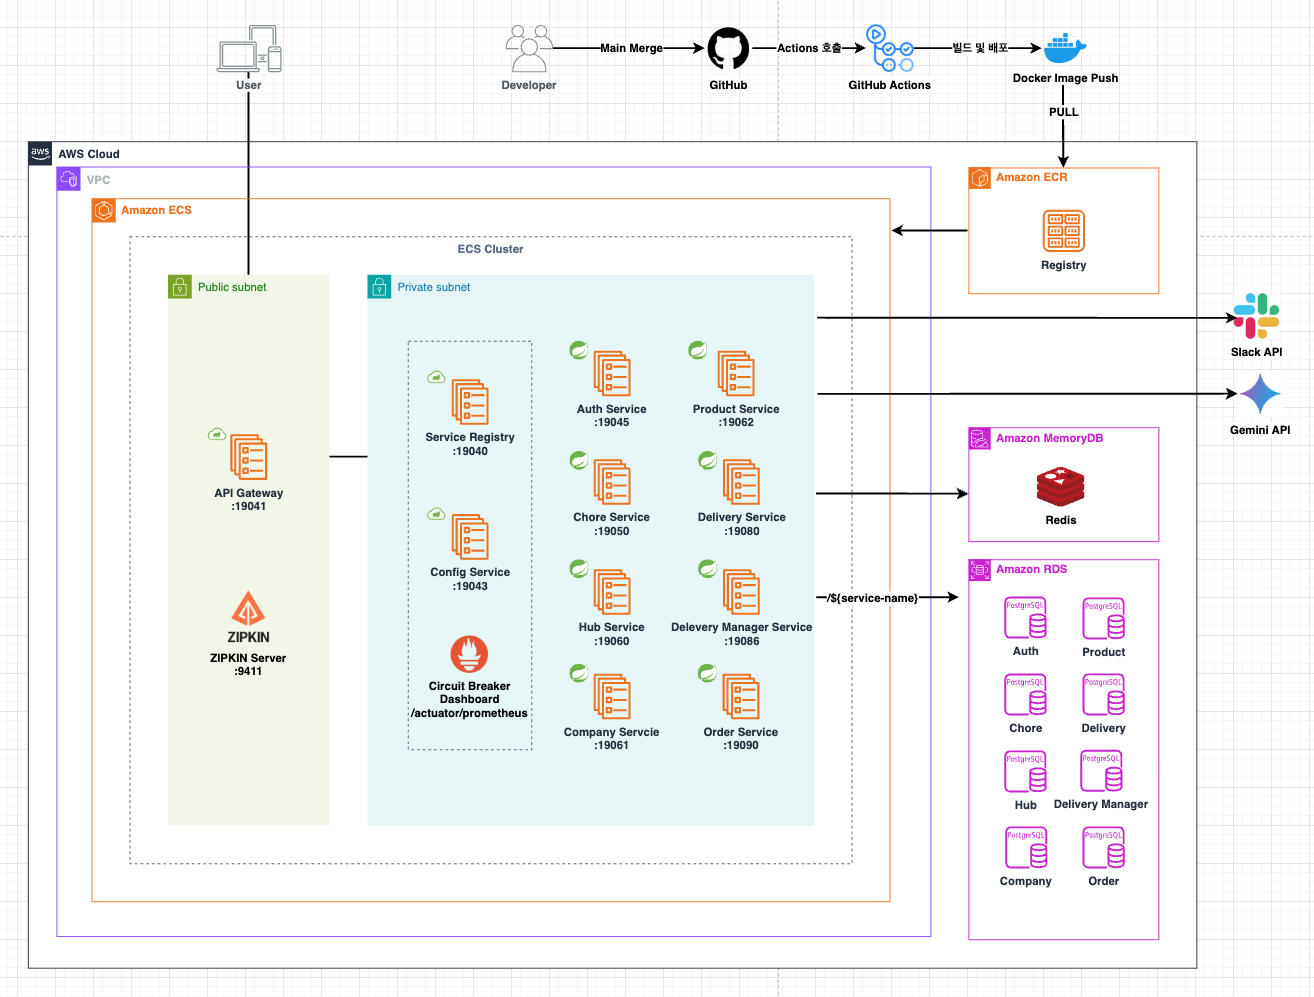 User
Developer
Main Merge
GitHub
Actions 호출
GitHub Actions
빌드 및 배포
Docker Image Push
PULL
aws
AWS Cloud
VPC
Amazon ECS
ECS Cluster
Public subnet
API Gateway
:19041
ZIPKIN
ZIPKIN Server
:9411
Private subnet
Service Registry
:19040
Config Service
:19043
Circuit Breaker
Dashboard
/actuator/prometheus
Auth Service
:19045
Product Service
:19062
Chore Service
:19050
Delivery Service
:19080
Hub Service
:19060
Delevery Manager Service
:19086
Company Servcie
:19061
Order Service
:19090
Amazon ECR
Registry
Slack API
Gemini API
Amazon MemoryDB
Redis
/${service-name}
Amazon RDS
PostgreSQL
Auth
PostgreSQL
Product
PostgreSQL
Chore
PostgreSQL
Delivery
PostgreSQL
Hub
PostgreSQL
Delivery Manager
PostgreSQL
Company
PostgreSQL
Order